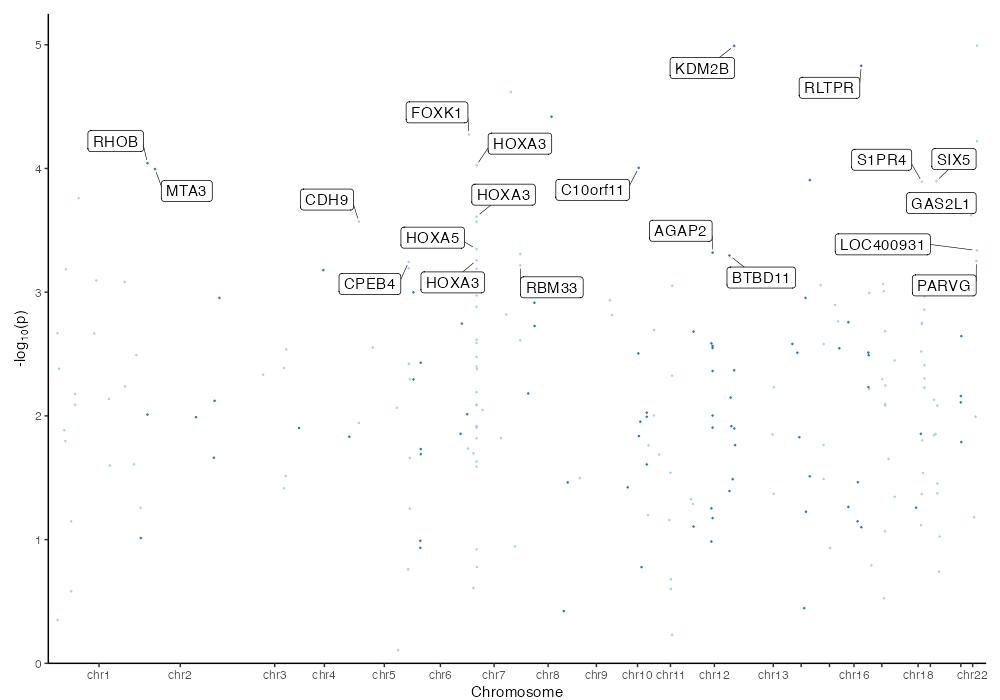 5
KDM2B
RLTPR
FOXK1
RHOB
HOXA3
4
S1PR4
SIX5
MTA3
C10orf11
CDH9
HOXA3
GAS2L1
AGAP2
HOXA5
LOC400931
CPEB4
HOXA3
RBM33
BTBD11
PARVG
3
-log10(p)
2
1
0
chr1 chr2 chr3 chr4 chr5 chr6 chr7 chr8 chr9 chr10 chr11 chr12 chr13 chr16 chr18 chr22
Chromosome